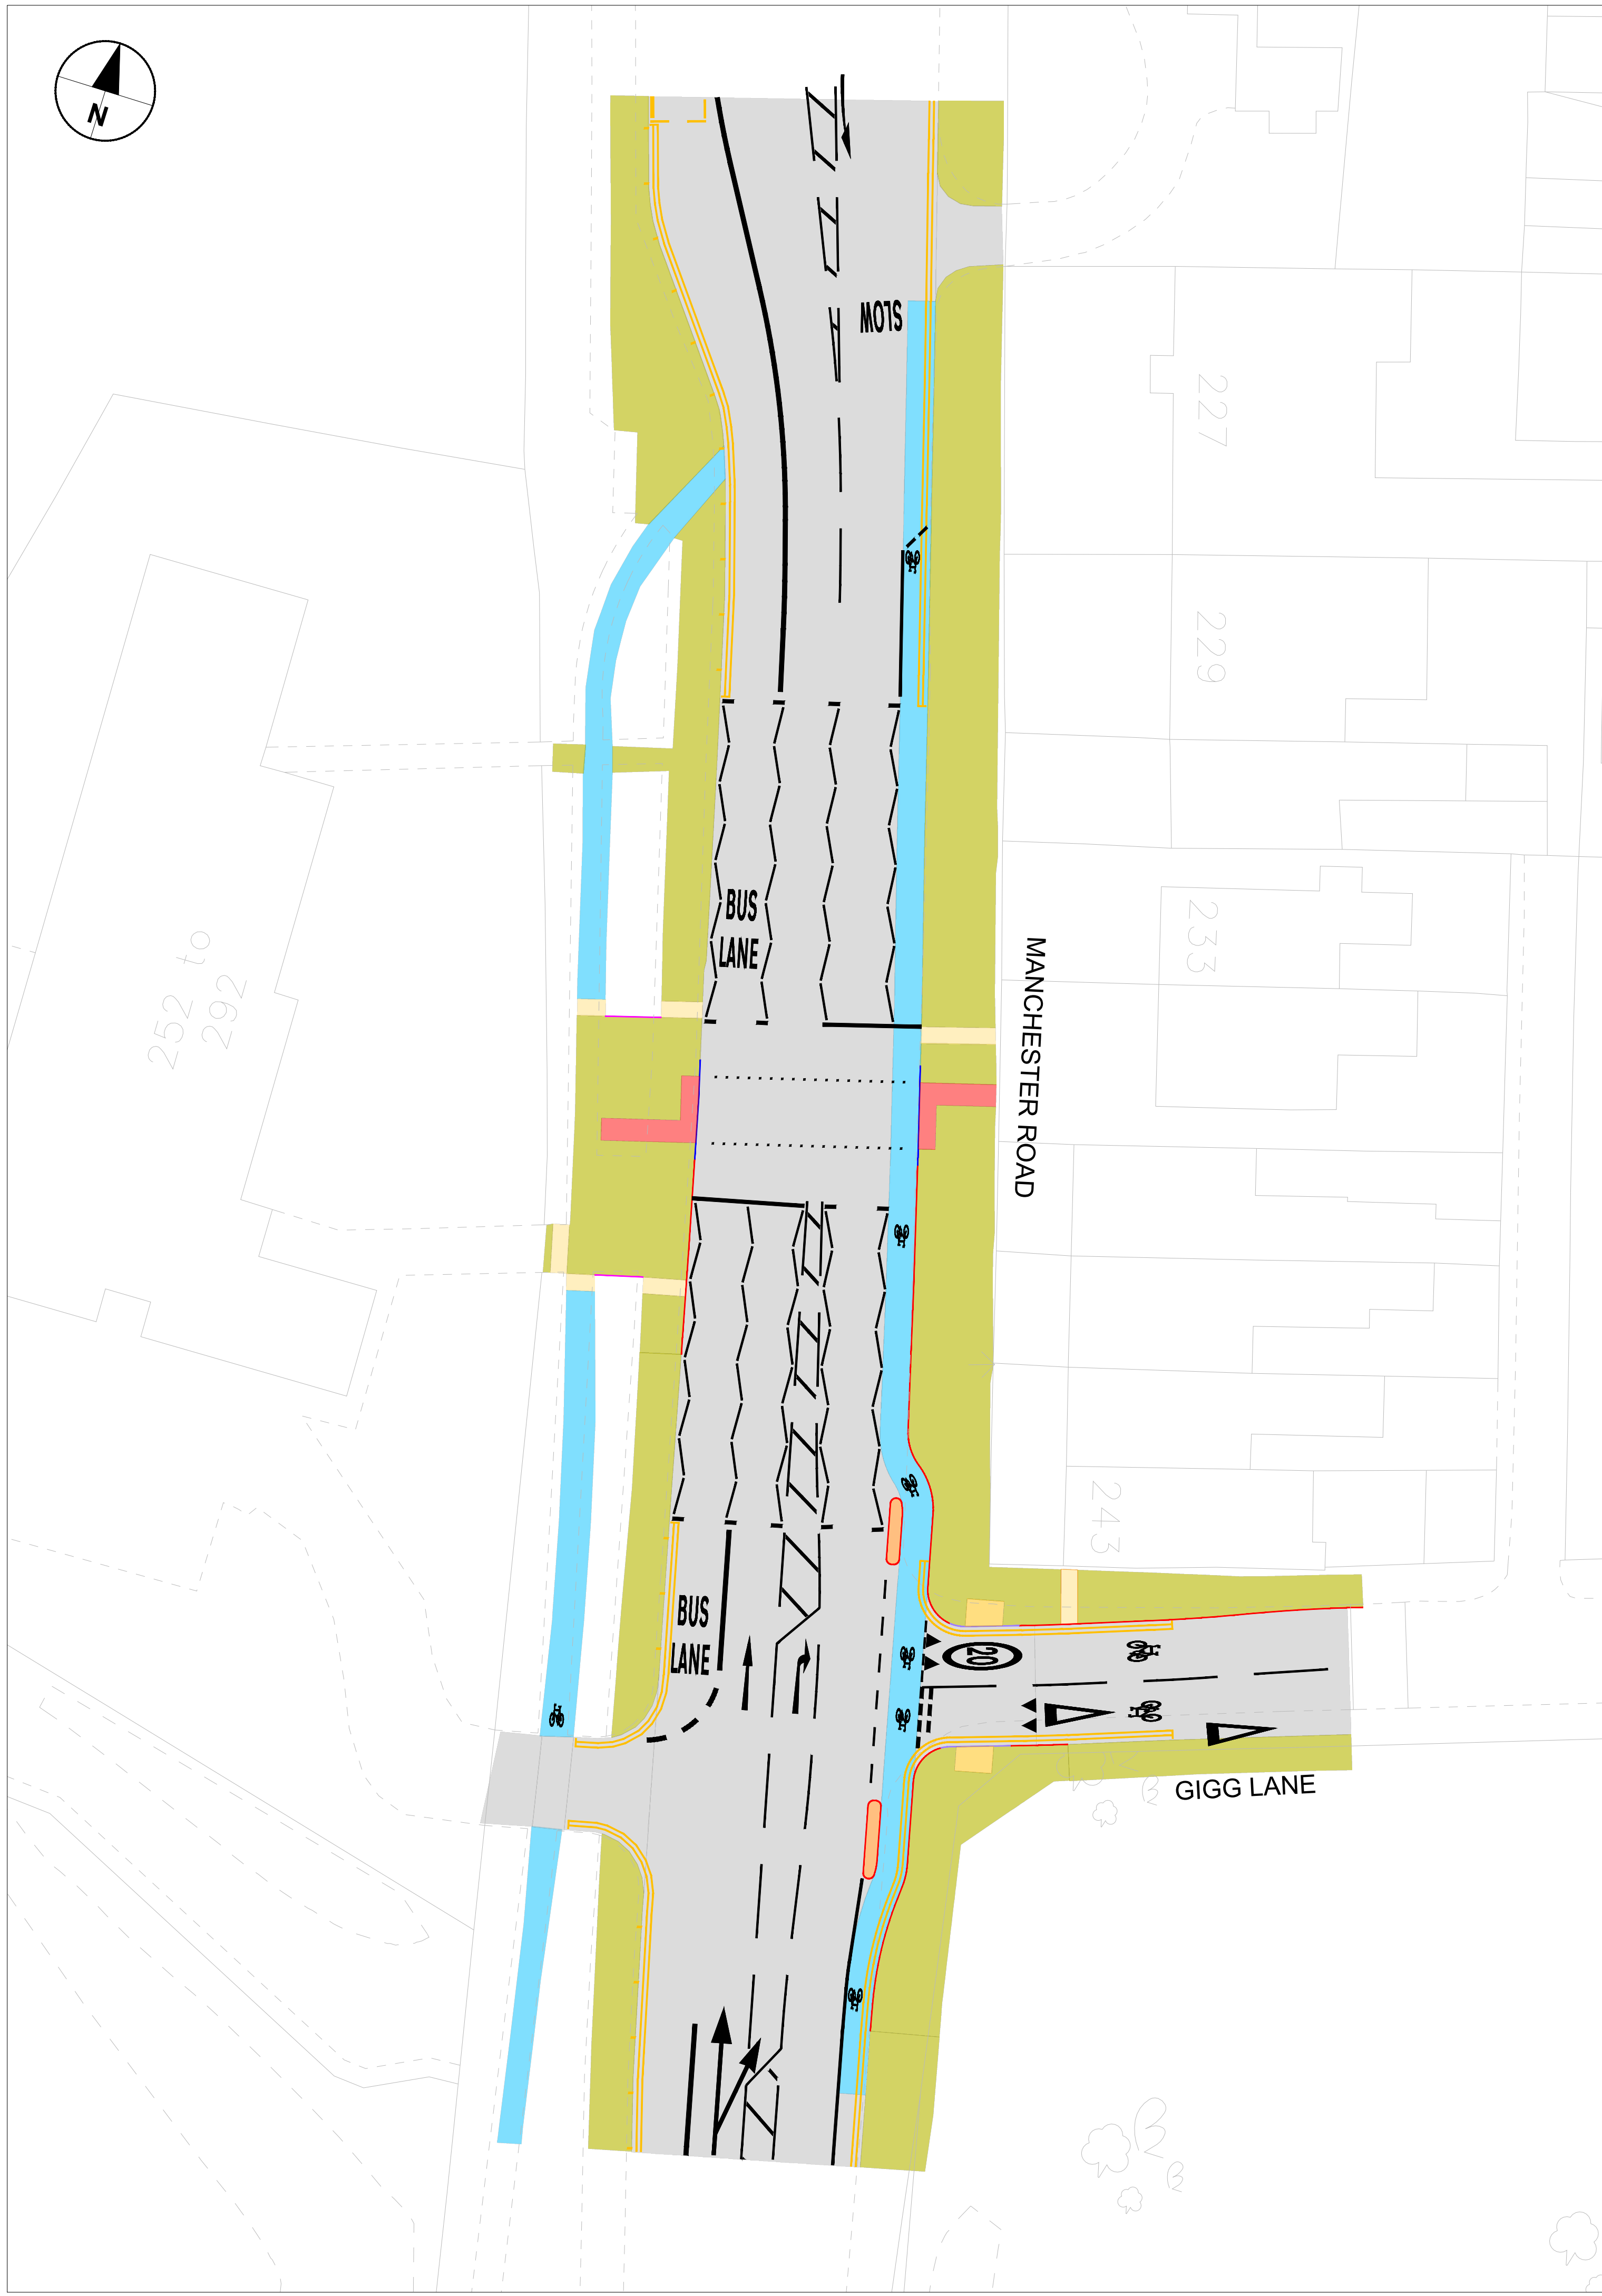 N
SLOW
227
229
BUS
LANE
233
252 to
292
MANCHESTER ROAD
243
BUS
LANE
20
GIGG LANE